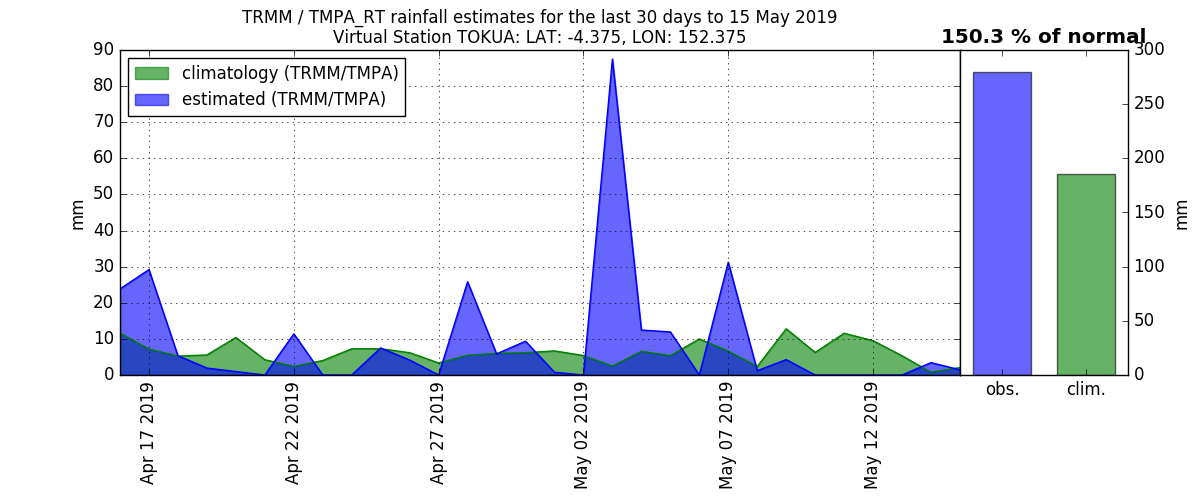 TRMM / TMPA_RT rainfall estimates for the last 30 days to 15 May 2019
Virtual Station TOKUA: LAT: -4.375, LON: 152.375
150.3 % of normal
climatology (TRMM/TMPA)
estimated (TRMM/TMPA)
mm
90
80
70
60
50
40
30
20
10
0
Apr 17 2019
Apr 22 2019
Apr 27 2019
May 02 2019
May 07 2019
May 12 2019
obs.
clim.
300
250
200
150
100
50
0
mm